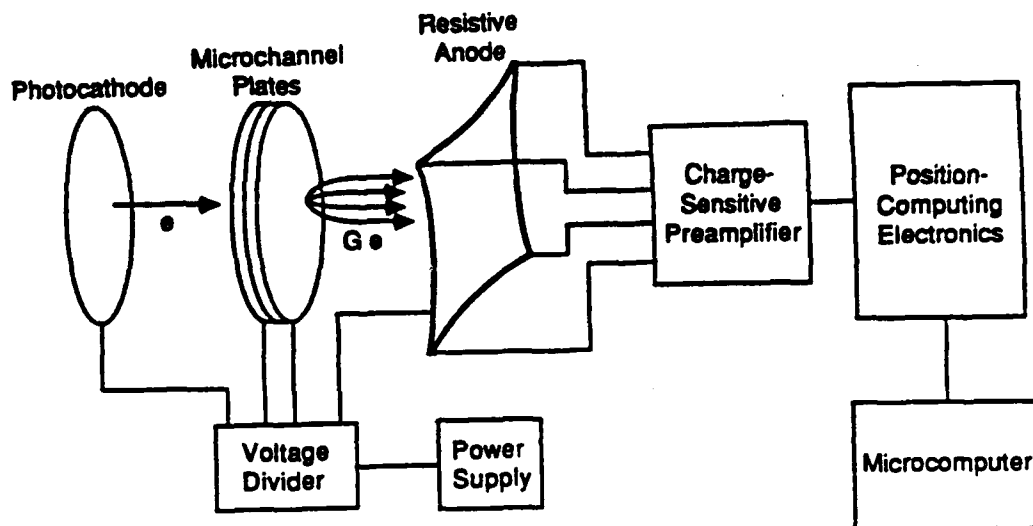 Resistive
Anode
Microchannel
Plates
Photocathode
e
G e
Charge-
Sensitive
Preamplifier
Position-
Computing
Electronics
Voltage
Divider
Power
Supply
Microcomputer